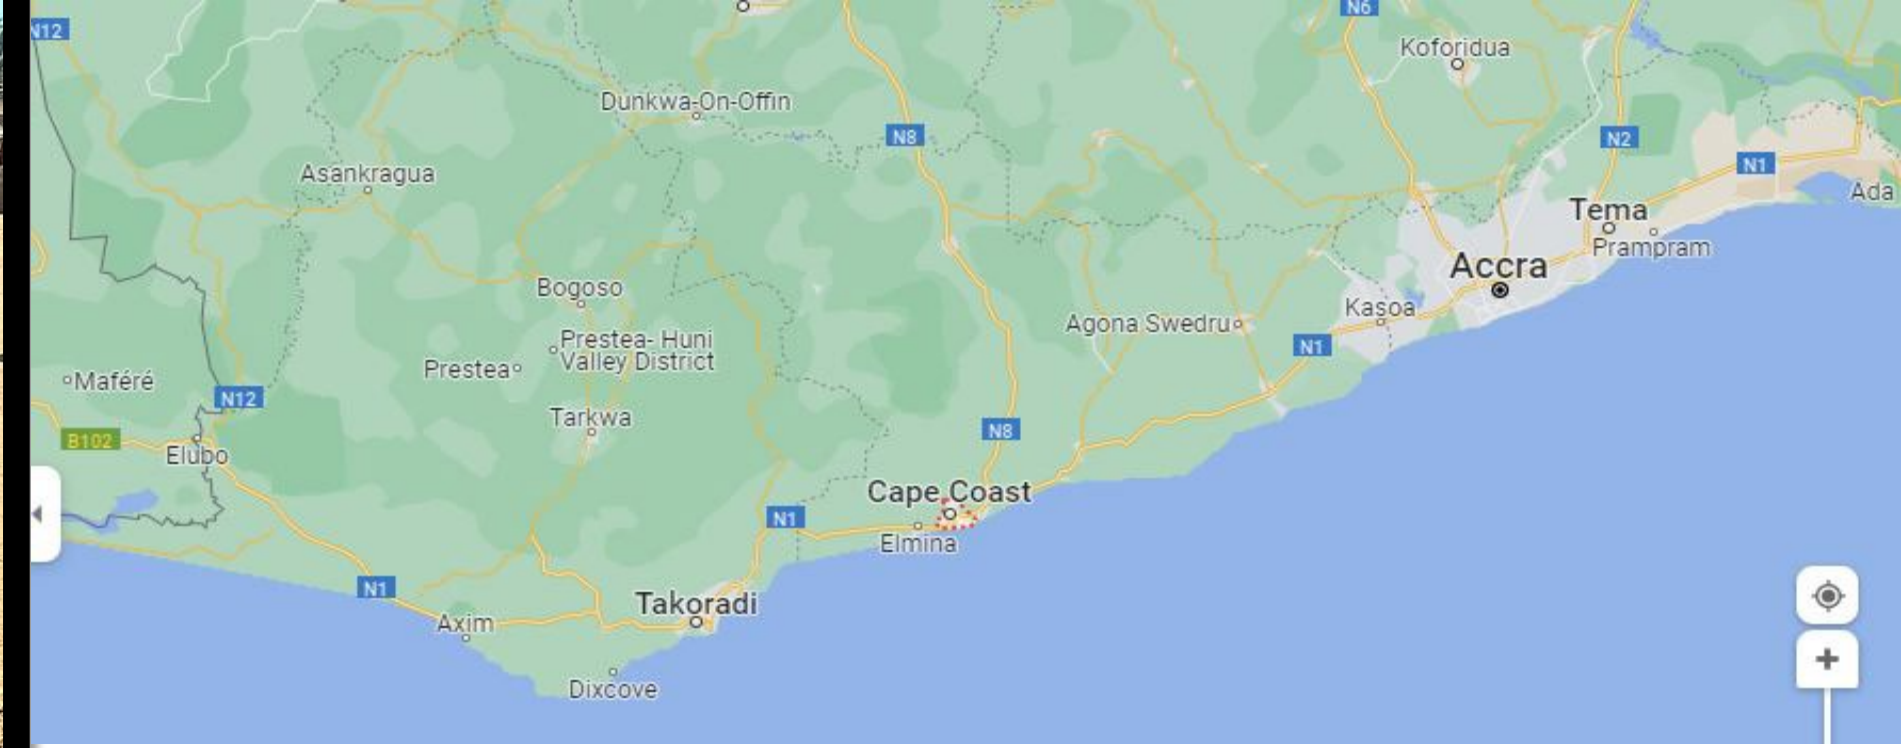 N12
N6
Koforidua
Dunkwa-On-Offin
N8
N2
N1
Asankragua
Ada
Tema
Prampram
Accra
Bogoso
Kasoa
Agona Swedru
Prestea- Huni
Valley District
N1
Prestea
Maféré
N12
Tarkwa
N8
B102
Elubo
Cape Coast
N1
Elmina
N1
Takoradi
Axim
Dixcove